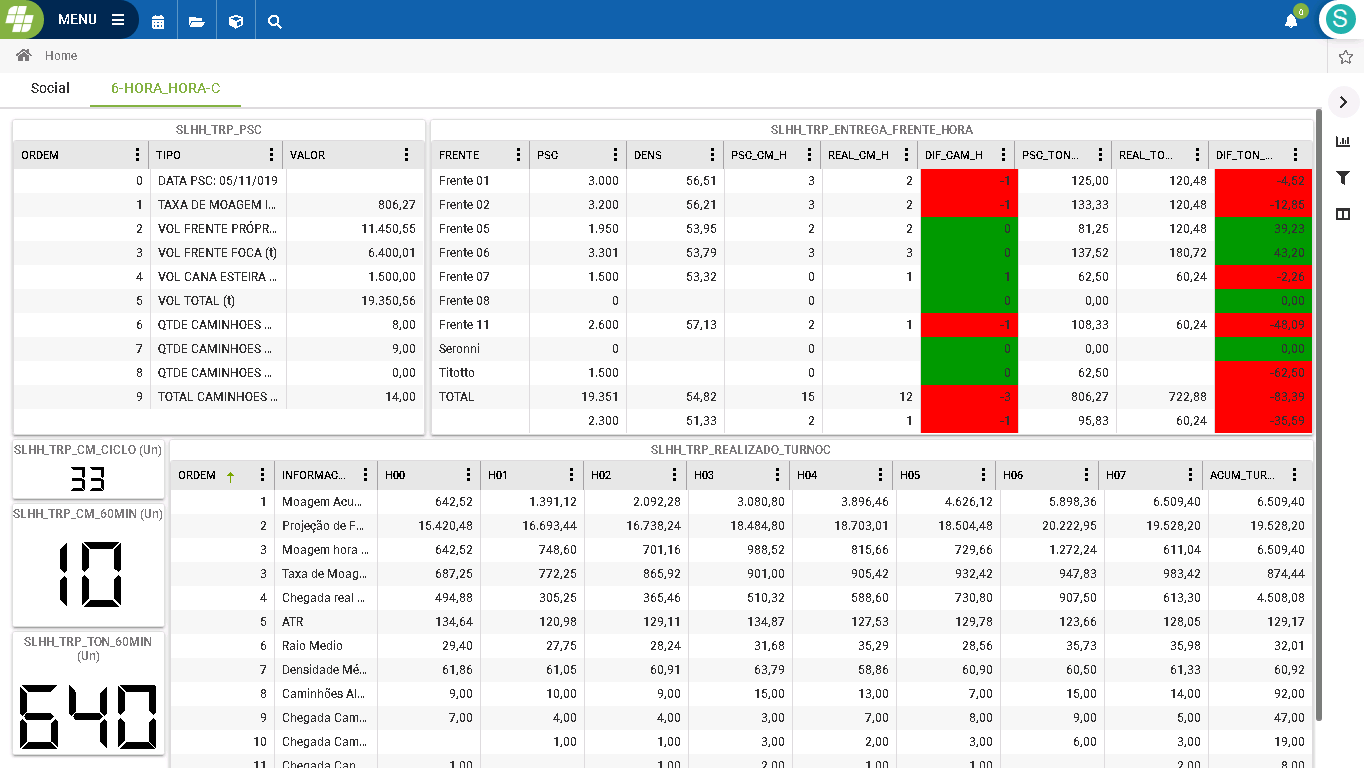 MENU
0
S
Home
Social 6-HORA_HORA-C
SLHH_TRP_PSC
ORDEM TIPO VALOR
0 DATA PSC: 05/11/019
1 TAXA DE MOAGEM I... 806,27
2 VOL FRENTE PRÓPR... 11.450,55
3 VOL FRENTE FOCA (t) 6.400,01
4 VOL CANA ESTEIRA ... 1.500,00
5 VOL TOTAL (t) 19.350,56
6 QTDE CAMINHOES ... 8,00
7 QTDE CAMINHOES ... 9,00
8 QTDE CAMINHOES ... 0,00
9 TOTAL CAMINHOES ... 14,00
SLHH_TRP_ENTREGA_FRENTE_HORA
FRENTE PSC DENS PSC_CM_H REAL_CM_H DIF_CAM_H PSC_TON... REAL_TO... DIF_TON_...
Frente 01 3.000 56,51 3 2 -1 125,00 120,48 -4,52
Frente 02 3.200 56,21 3 2 -1 133,33 120,48 -12,85
Frente 05 1.950 53,95 2 2 0 81,25 120,48 39,23
Frente 06 3.301 53,79 3 3 0 137,52 180,72 43,20
Frente 07 1.500 53,32 0 1 1 62,50 60,24 -2,26
Frente 08 0 0 0 0,00 0,00
Frente 11 2.600 57,13 2 1 -1 108,33 60,24 -48,09
Seronni 0 0 0 0,00 0,00
Titotto 1.500 0 0 62,50 -62,50
TOTAL 19.351 54,82 15 12 -3 806,27 722,88 -83,39
2.300 51,33 2 1 -1 95,83 60,24 -35,59
SLHH_TRP_CM_CICLO (Un)
33
SLHH_TRP_CM_60MIN (Un)
10
SLHH_TRP_TON_60MIN
(Un)
640
SLHH_TRP_REALIZADO_TURNOC
ORDEM INFORMAC... H00 H01 H02 H03 H04 H05 H06 H07 ACUM_TUR...
1 Moagem Acu... 642,52 1.391,12 2.092,28 3.080,80 3.896,46 4.626,12 5.898,36 6.509,40 6.509,40
2 Projeção de F... 15.420,48 16.693,44 16.738,24 18.484,80 18.703,01 18.504,48 20.222,95 19.528,20 19.528,20
3 Moagem hora ... 642,52 748,60 701,16 988,52 815,66 729,66 1.272,24 611,04 6.509,40
3 Taxa de Moag... 687,25 772,25 865,92 901,00 905,42 932,42 947,83 983,42 874,44
4 Chegada real ... 494,88 305,25 365,46 510,32 588,60 730,80 907,50 613,30 4.508,08
5 ATR 134,64 120,98 129,11 134,87 127,53 129,78 123,66 128,05 129,17
6 Raio Medio 29,40 27,75 28,24 31,68 35,29 28,56 35,73 35,98 32,01
7 Densidade Mé... 61,86 61,05 60,91 63,79 58,86 60,90 60,50 61,33 60,92
8 Caminhões Al... 9,00 10,00 9,00 15,00 13,00 7,00 15,00 14,00 92,00
9 Chegada Cam... 7,00 4,00 4,00 3,00 7,00 8,00 9,00 5,00 47,00
10 Chegada Cam... 1,00 1,00 3,00 2,00 3,00 6,00 3,00 19,00
11 Chegada Can... 1,00 1,00 2,00 1,00 1,00 2,00 8,00